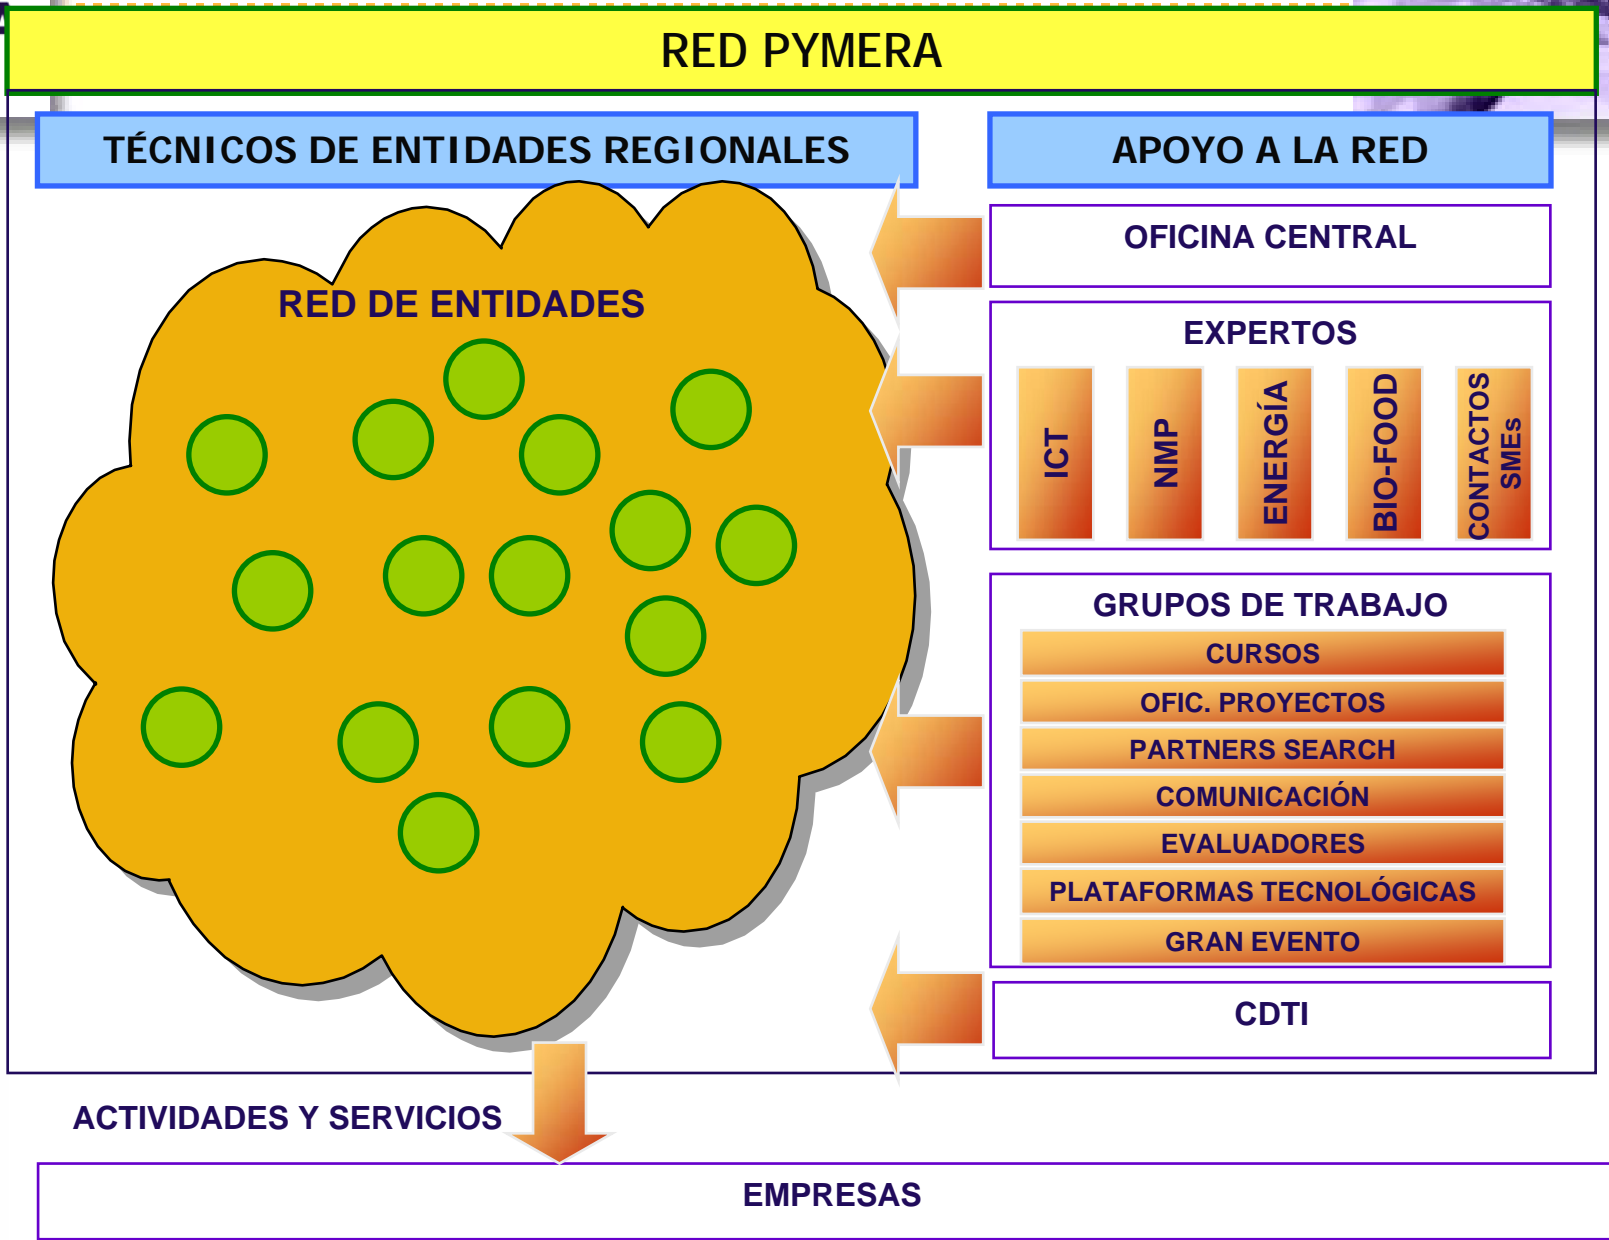 RED PYMERA
TÉCNICOS DE ENTIDADES REGIONALES
RED DE ENTIDADES
APOYO A LA RED
OFICINA CENTRAL
EXPERTOS
ICT
NMP
ENERGÍA
BIO-FOOD
CONTACTOS
SMEs
GRUPOS DE TRABAJO
CURSOS
OFIC. PROYECTOS
PARTNERS SEARCH
COMUNICACIÓN
EVALUADORES
PLATAFORMAS TECNOLÓGICAS
GRAN EVENTO
CDTI
ACTIVIDADES Y SERVICIOS
EMPRESAS